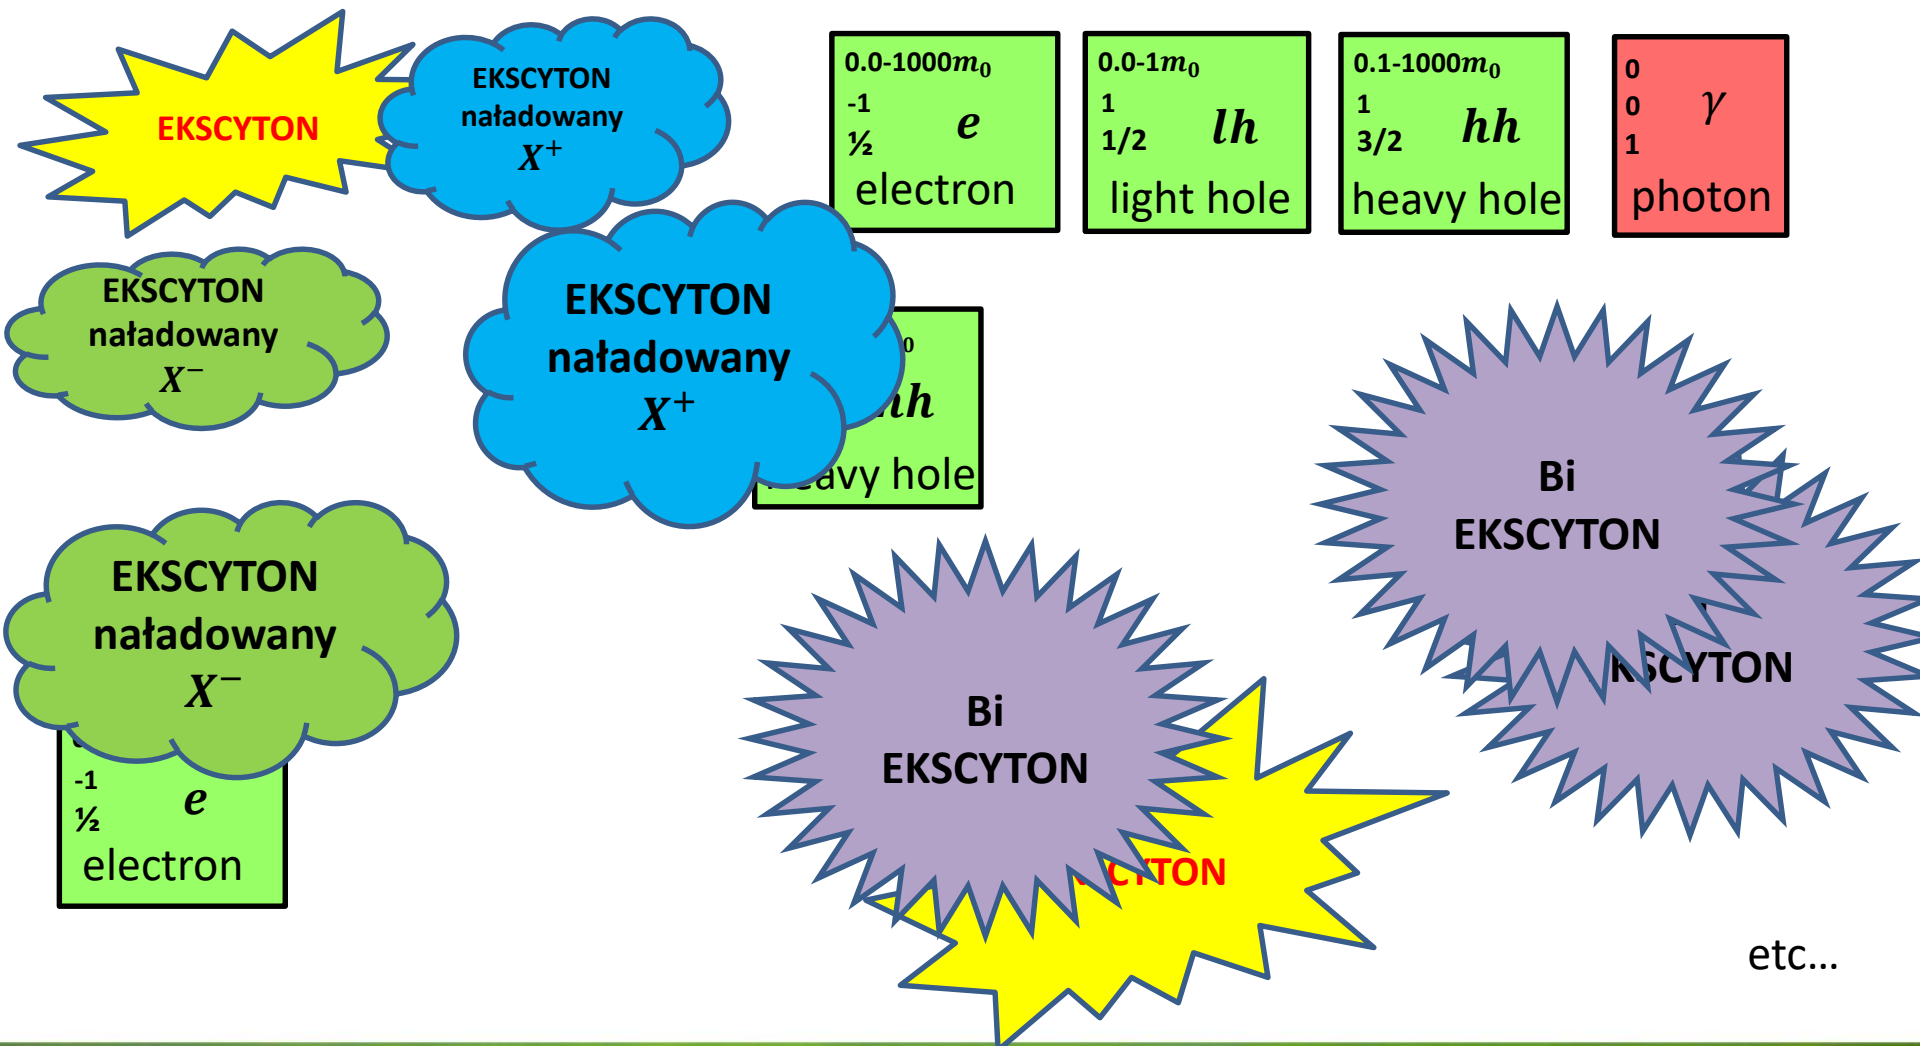 EKSCYTON
EKSCYTON
naładowany
X⁺
0.0-1000m₀
-1
½
e
electron
0.0-1m₀
1
1/2
lh
light hole
0.1-1000m₀
1
3/2
hh
heavy hole
0
0
1
γ
photon
EKSCYTON
naładowany
X⁻
EKSCYTON
naładowany
X⁺
hole
EKSCYTON
naładowany
X⁻
-1
½
e
electron
Bi
EKSCYTON
Bi
EKSCYTON
etc...